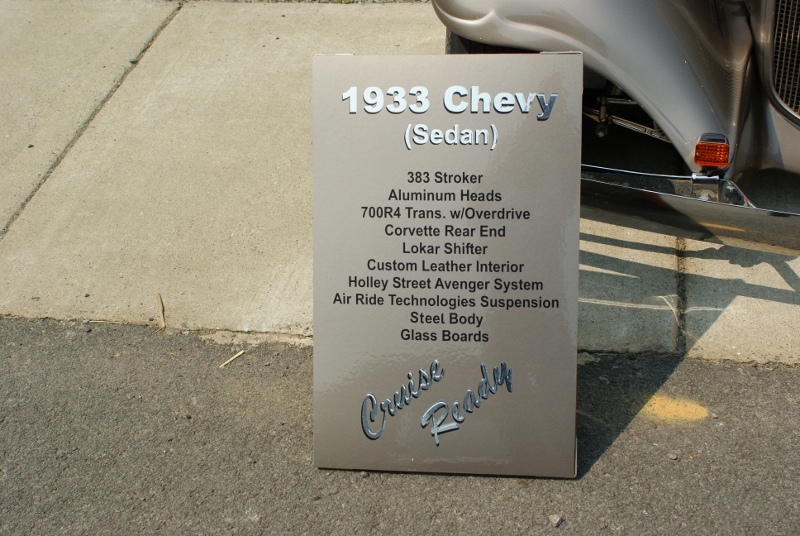 1933 Chevy
(Sedan)
383 Stroker
Aluminum Heads
700R4 Trans. w/Overdrive
Corvette Rear End
Lokar Shifter
Custom Leather Interior
Holley Street Avenger System
Air Ride Technologies Suspension
Steel Body
Glass Boards
Cruise
Ready